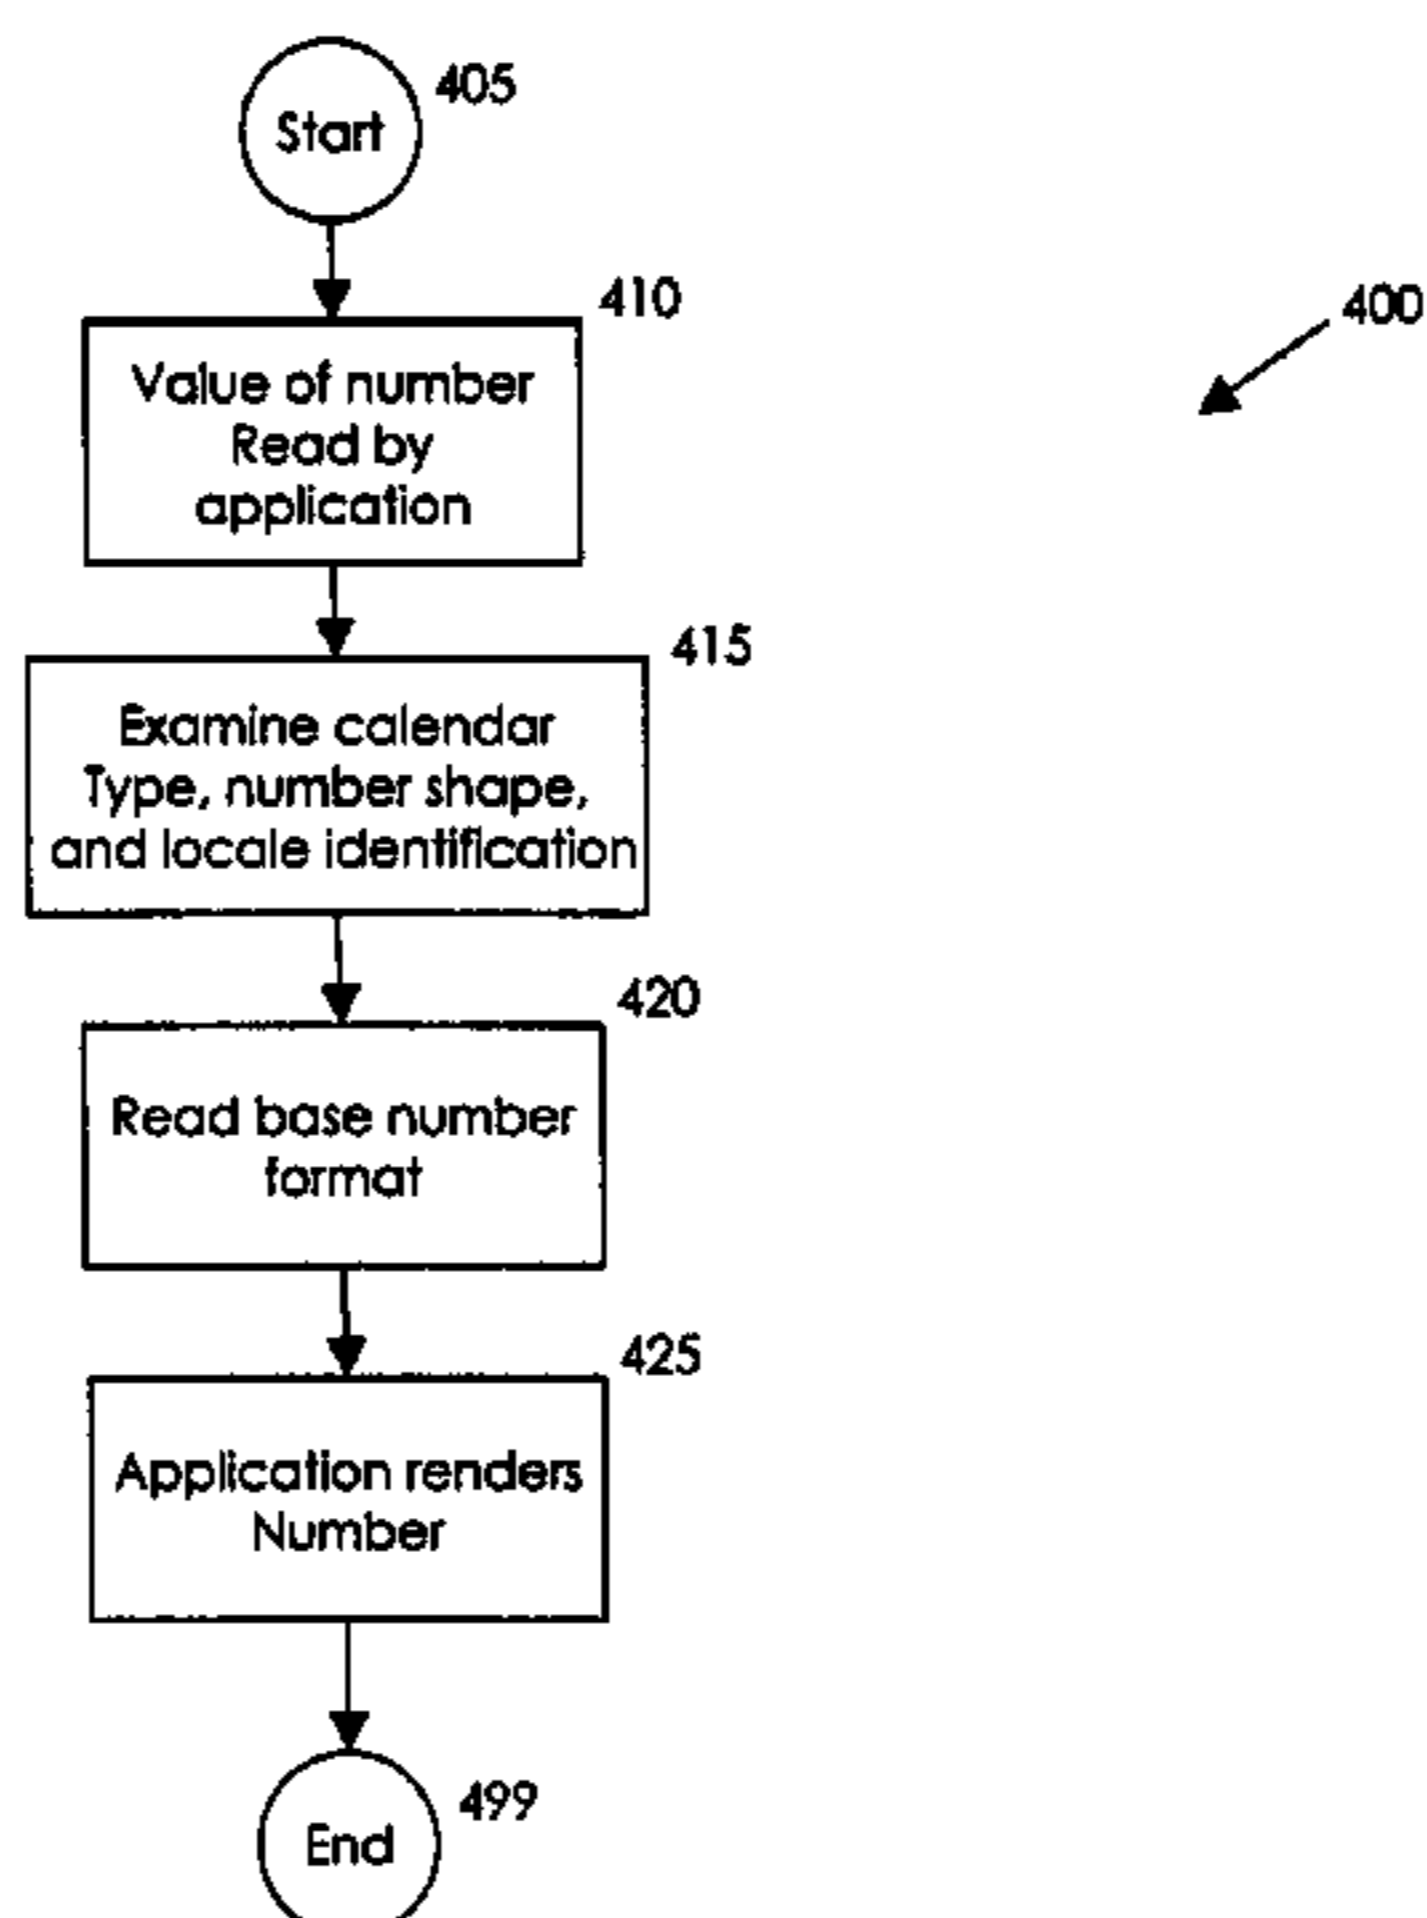 405
Start
410
400
Value of number
Read by
application
415
Examine calendar
Type, number shape,
and locale identification
420
Read base number
format
425
Application renders
Number
499
End